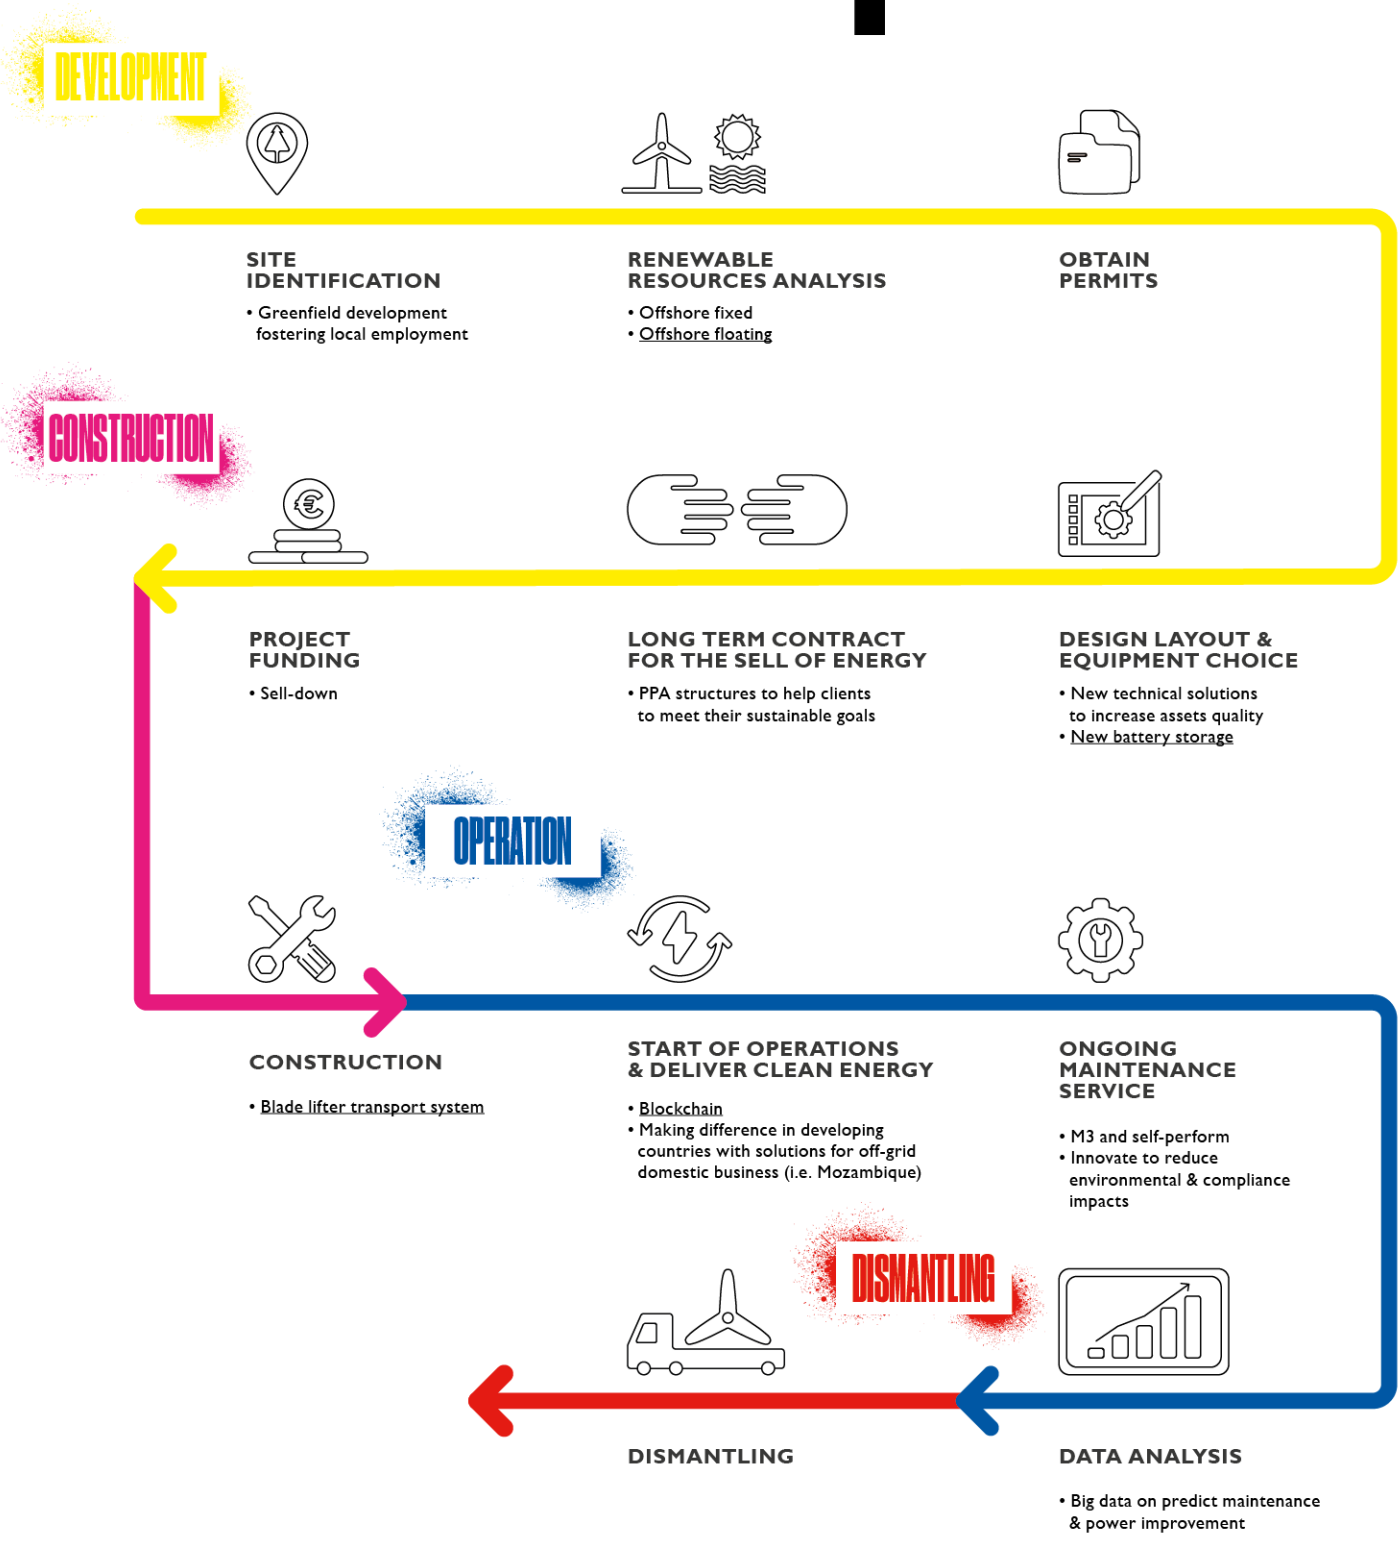 DEVELOPMENT
SITE
IDENTIFICATION
• Greenfield development
fostering local employment
RENEWABLE
RESOURCES ANALYSIS
• Offshore fixed
• Offshore floating
OBTAIN
PERMITS
CONSTRUCTION
€
PROJECT
FUNDING
• Sell-down
LONG TERM CONTRACT
FOR THE SELL OF ENERGY
• PPA structures to help clients
to meet their sustainable goals
DESIGN LAYOUT &
EQUIPMENT CHOICE
• New technical solutions
to increase assets quality
• New battery storage
OPERATION
CONSTRUCTION
• Blade lifter transport system
START OF OPERATIONS
& DELIVER CLEAN ENERGY
• Blockchain
• Making difference in developing
countries with solutions for off-grid
domestic business (i.e. Mozambique)
ONGOING
MAINTENANCE
SERVICE
• M3 and self-perform
• Innovate to reduce
environmental & compliance
impacts
DISMANTLING
DISMANTLING
DATA ANALYSIS
• Big data on predict maintenance
& power improvement